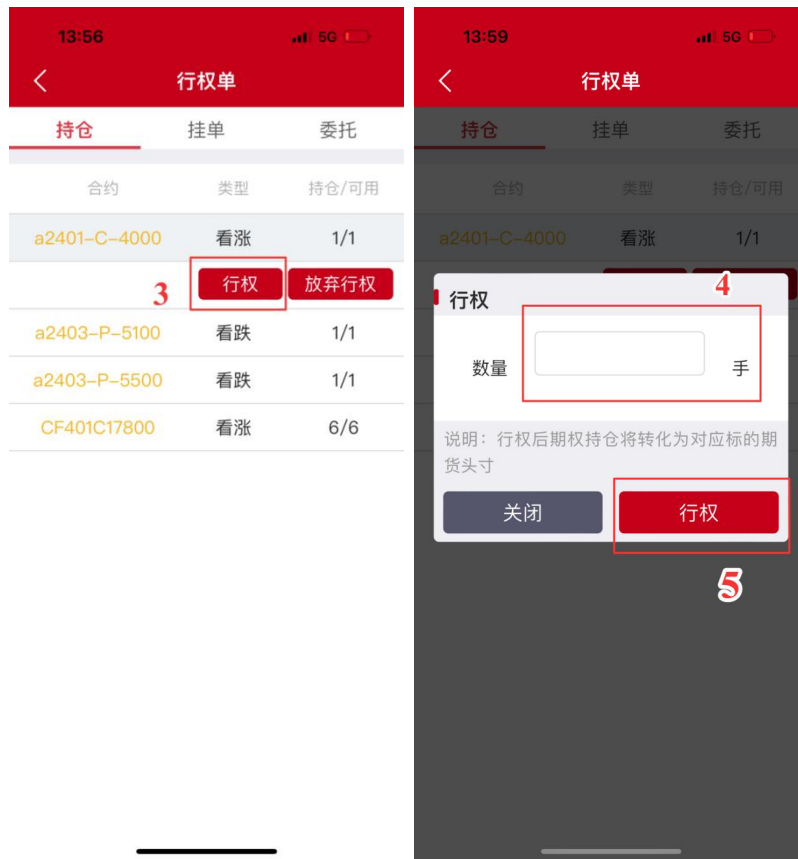 13:56
5G
行权单
持仓 挂单 委托
合约 类型 持仓/可用
a2401-C-4000 看涨 1/1
3 行权 放弃行权
a2403-P-5100 看跌 1/1
a2403-P-5500 看跌 1/1
CF401C17800 看涨 6/6
13:59
5G
行权单
持仓 挂单 委托
合约 类型 持仓/可用
a2401-C-4000 看涨 1/1
4
行权
数量 手
说明：行权后期权持仓将转化为对应标的期
货头寸
关闭 行权
5